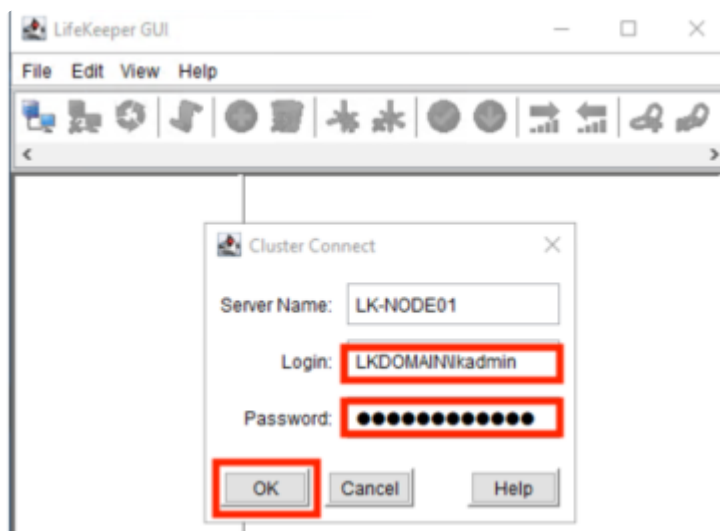 LifeKeeper GUI
File Edit View Help
Cluster Connect
Server Name: LK-NODE01
Login: LKDOMAIN\lkadmin
Password: ●●●●●●●●●●●●
OK Cancel Help